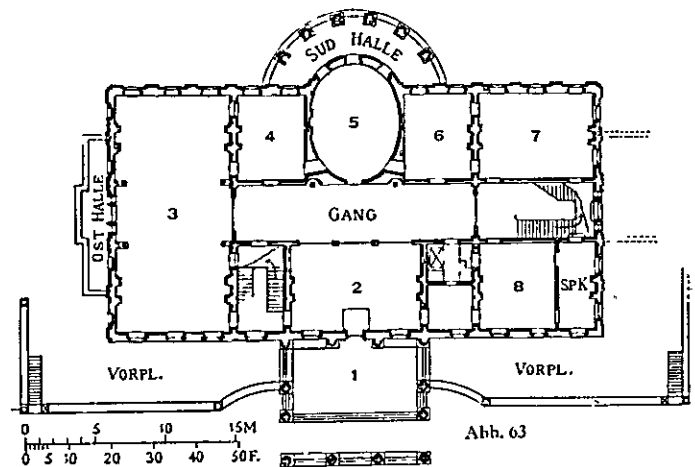 SUD HALLE
4
5
6
7
OST HALLE
3
GANG
2
8
SPK
VORPL.
1
VORPL.
0 5 10 15M
0 5 10 20 30 40 50F.
Abb. 63